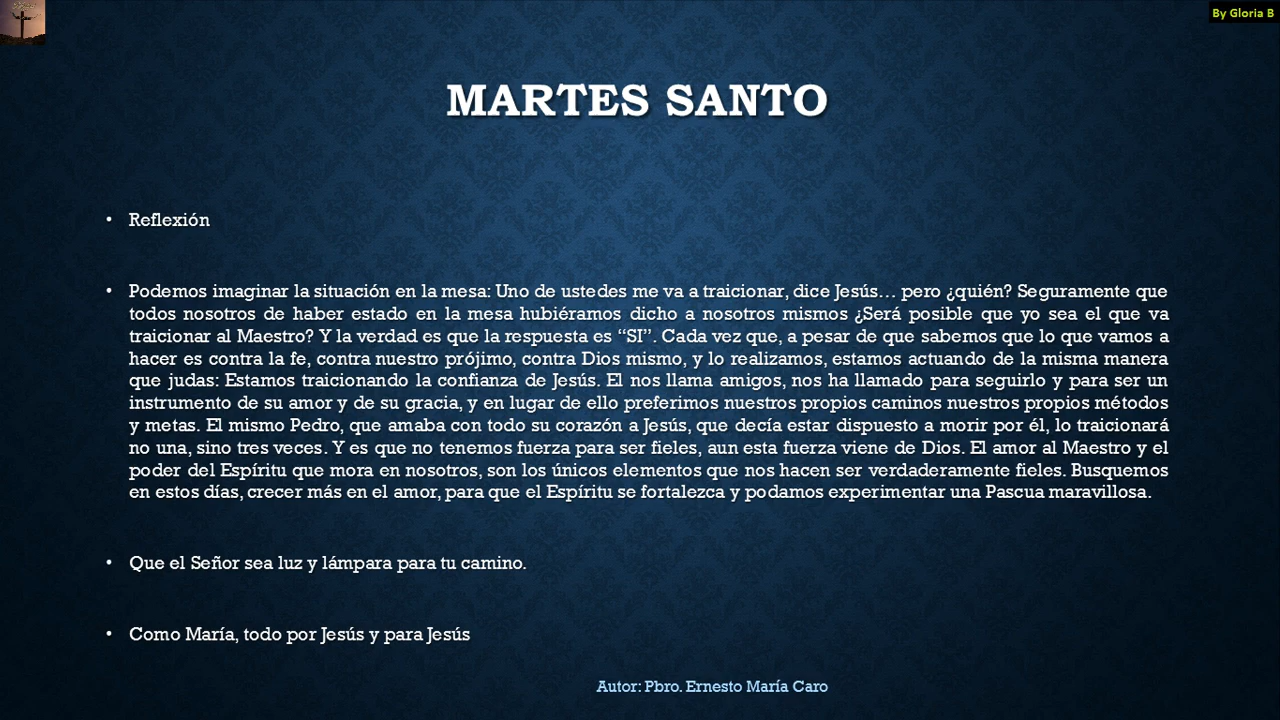 By Gloria B
MARTES SANTO
• Reflexión
• Podemos imaginar la situación en la mesa: Uno de ustedes me va a traicionar, dice Jesús… pero ¿quién? Seguramente que
todos nosotros de haber estado en la mesa hubiéramos dicho a nosotros mismos ¿Será posible que yo sea el que va
traicionar al Maestro? Y la verdad es que la respuesta es “SI”. Cada vez que, a pesar de que sabemos que lo que vamos a
hacer es contra la fe, contra nuestro prójimo, contra Dios mismo, y lo realizamos, estamos actuando de la misma manera
que judas: Estamos traicionando la confianza de Jesús. El nos llama amigos, nos ha llamado para seguirlo y para ser un
instrumento de su amor y de su gracia, y en lugar de ello preferimos nuestros propios caminos nuestros propios métodos
y metas. El mismo Pedro, que amaba con todo su corazón a Jesús, que decía estar dispuesto a morir por él, lo traicionará
no una, sino tres veces. Y es que no tenemos fuerza para ser fieles, aun esta fuerza viene de Dios. El amor al Maestro y el
poder del Espíritu que mora en nosotros, son los únicos elementos que nos hacen ser verdaderamente fieles. Busquemos
en estos días, crecer más en el amor, para que el Espíritu se fortalezca y podamos experimentar una Pascua maravillosa.
• Que el Señor sea luz y lámpara para tu camino.
• Como María, todo por Jesús y para Jesús
Autor: Pbro. Ernesto María Caro